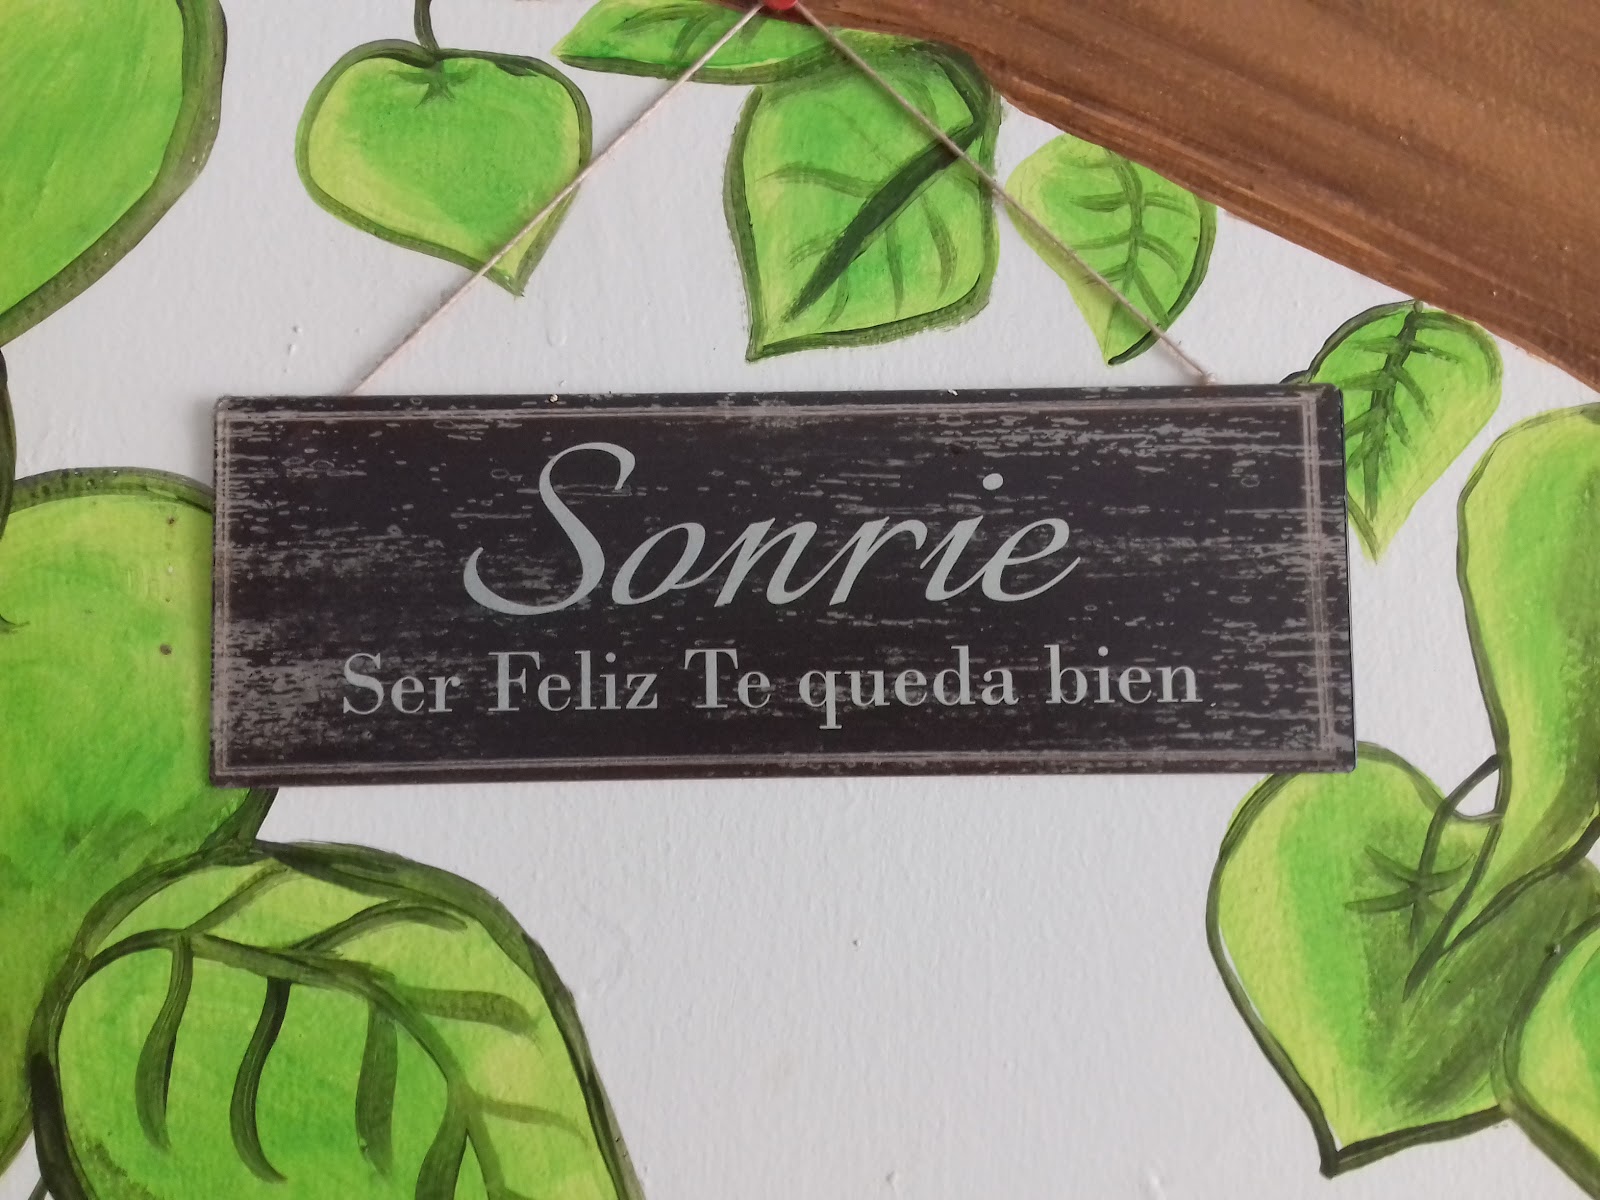 Sonrie
Ser Feliz Te queda bien